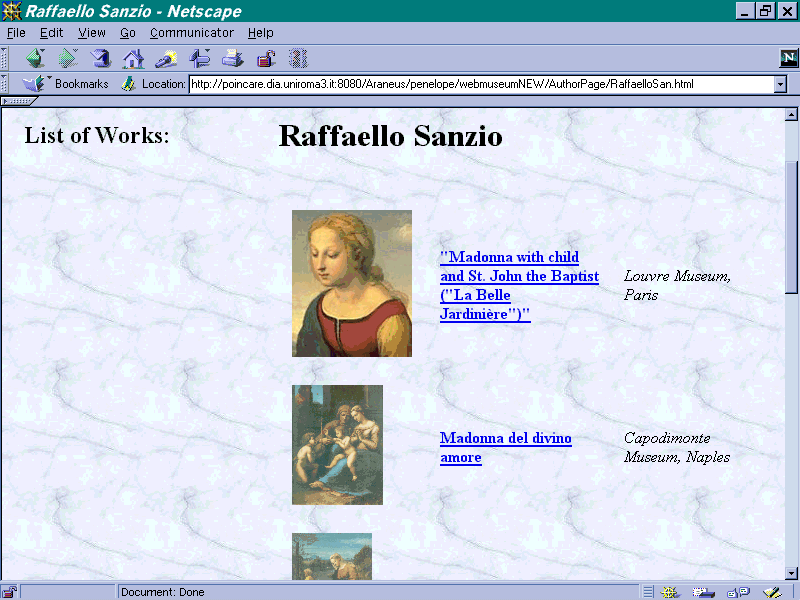 Raffaello Sanzio - Netscape
File Edit View Go Communicator Help
N
Bookmarks Location: http://poincare.dia.uniroma3.it:8080/Araneus/penelope/webmuseumNEW//AuthorPage/RaffaelloSan.html
List of Works:
Raffaello Sanzio
"Madonna with child
and St. John the Baptist
("La Belle
Jardinière")"
Louvre Museum,
Paris
Madonna del divino
amore
Capodimonte
Museum, Naples
Document: Done